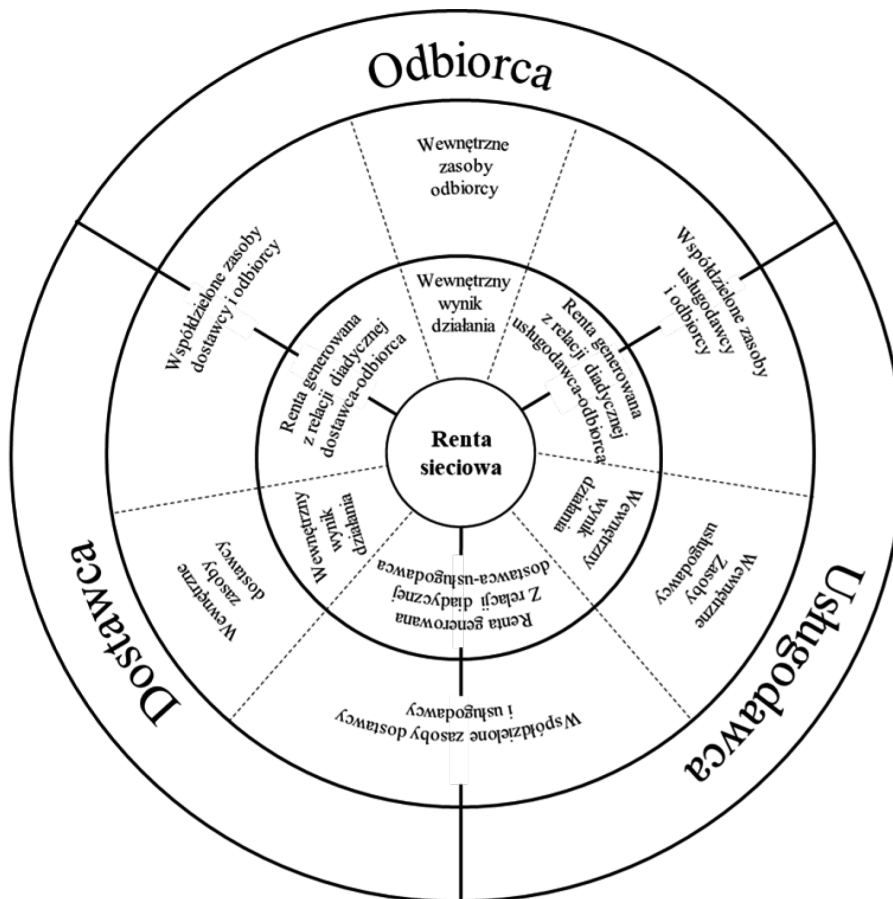 Odbiorca
Wewnętrzne
zasoby
odbiorcy
Współdzielone zasoby
dostawcy i odbiorcy
Współdzielone zasoby
usługodawcy
i odbiorcy
Wewnętrzny
wynik
działania
Renta generowana
z relacji diadycznej
dostawca-odbiorca
Renta generowana
z relacji diadycznej
usługodawca-odbiorca
Renta
sieciowa
Wewnętrzny
wynik
działania
Wewnętrzny
wynik
działania
Wewnętrzne
zasoby
dostawcy
Wewnętrzne
Zasoby
usługodawcy
Renta generowana
Z relacji diadycznej
dostawca-usługodawca
Współdzielone zasoby dostawcy
i usługodawcy
Dostawca
Usługodawca